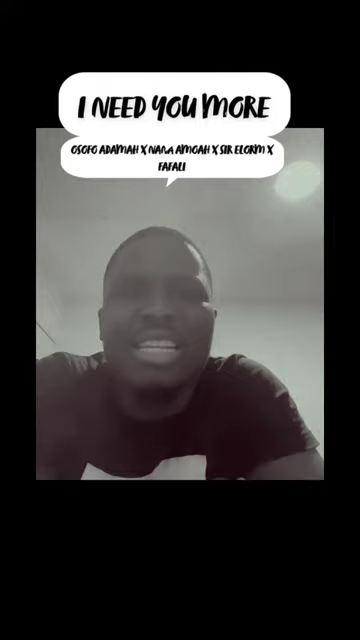 I NEED YOU MORE
OSOFO ADAMAH X NANA AMOAH X SIR ELORM X
FAFALI